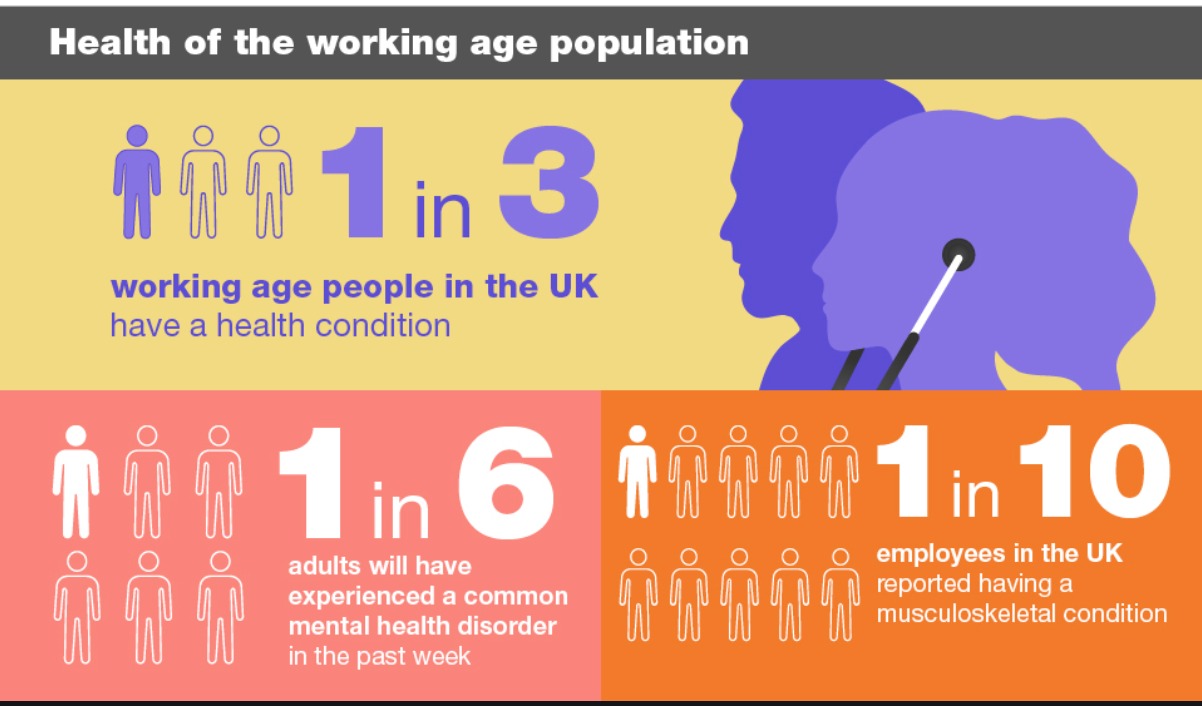 Health of the working age population
1 in 3
working age people in the UK
have a health condition
1 in 6
adults will have
experienced a common
mental health disorder
in the past week
1 in 10
employees in the UK
reported having a
musculoskeletal condition